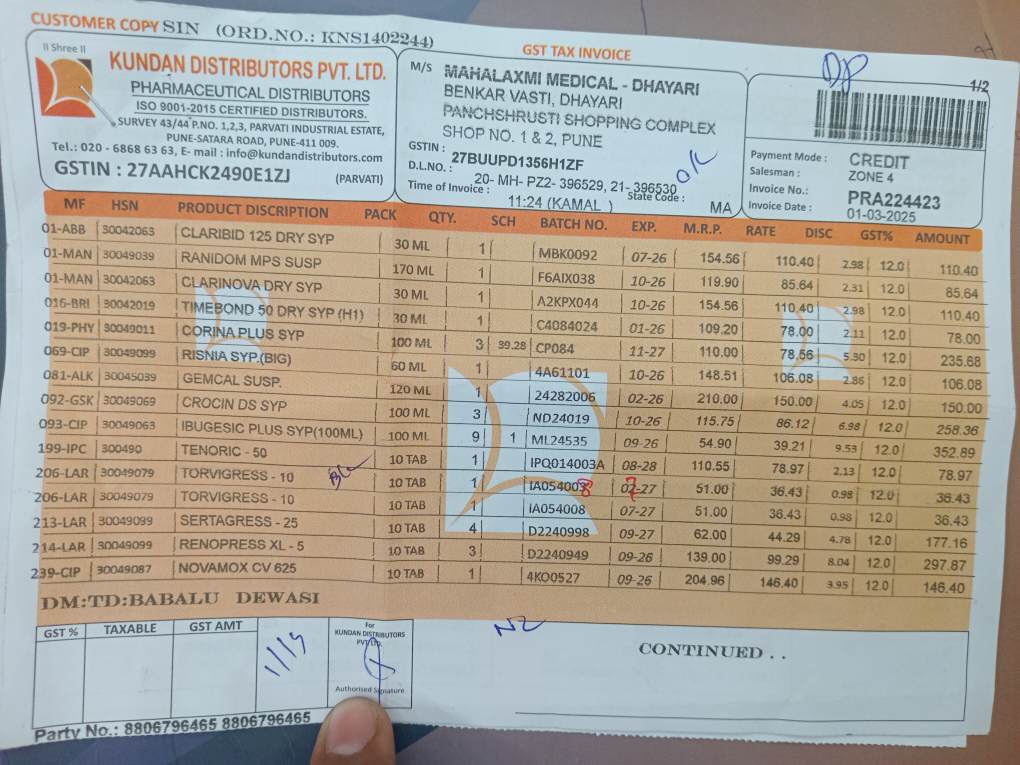 CUSTOMER COPY SIN (ORD.NO.: KNS1402244)
GST TAX INVOICE
II Shree II
KUNDAN DISTRIBUTORS PVT. LTD.
PHARMACEUTICAL DISTRIBUTORS
ISO 9001-2015 CERTIFIED DISTRIBUTORS.
SURVEY 43/44 P.NO. 1,2,3, PARVATI INDUSTRIAL ESTATE,
PUNE-SATARA ROAD, PUNE-411 009.
Tel.: 020 - 6868 63 63, E- mail : info@kundandistributors.com
GSTIN : 27AAHCK2490E1ZJ (PARVATI)
M/S MAHALAXMI MEDICAL - DHAYARI
BENKAR VASTI, DHAYARI
PANCHSHRUSTI SHOPPING COMPLEX
SHOP NO. 1 & 2, PUNE
GSTIN : 27BUUPD1356H1ZF
D.L.NO. : 20- MH- PZ2- 396529, 21- 396530
Time of Invoice : 11:24 (KAMAL ) State Code : MA
O/C
1/2
Payment Mode : CREDIT
Salesman : ZONE 4
Invoice No.: PRA224423
Invoice Date : 01-03-2025
MF HSN PRODUCT DISCRIPTION PACK QTY. SCH BATCH NO. EXP. M.R.P. RATE DISC GST% AMOUNT
01-ABB 30042063 CLARIBID 125 DRY SYP 30 ML 1 MBK0092 07-26 154.56 110.40 2.98 12.0 110.40
01-MAN 30049039 RANIDOM MPS SUSP 170 ML 1 F6AIX038 10-26 119.90 85.64 2.31 12.0 85.64
01-MAN 30042063 CLARINOVA DRY SYP 30 ML 1 A2KPX044 10-26 154.56 110.40 2.98 12.0 110.40
016-BRI 30042019 TIMEBOND 50 DRY SYP (H1) 30 ML 1 C4084024 01-26 109.20 78.00 2.11 12.0 78.00
019-PHY 30049011 CORINA PLUS SYP 100 ML 3 39.28 CP084 11-27 110.00 78.56 5.30 12.0 235.68
069-CIP 30049099 RISNIA SYP.(BIG) 60 ML 1 4A61101 10-26 148.51 106.08 2.86 12.0 106.08
081-ALK 30045039 GEMCAL SUSP. 120 ML 1 24282006 02-26 210.00 150.00 4.05 12.0 150.00
092-GSK 30049069 CROCIN DS SYP 100 ML 3 ND24019 10-26 115.75 86.12 6.98 12.0 258.36
093-CIP 30049063 IBUGESIC PLUS SYP(100ML) 100 ML 9 1 ML24535 09-26 54.90 39.21 9.53 12.0 352.89
199-IPC 300490 TENORIC - 50 10 TAB 1 IPQ014003A 08-28 110.55 78.97 2.13 12.0 78.97
206-LAR 30049079 TORVIGRESS - 10 10 TAB 1 IA054003 8 02-27 7 51.00 36.43 0.98 12.0 36.43
206-LAR 30049079 TORVIGRESS - 10 10 TAB 1 IA054008 07-27 51.00 36.43 0.98 12.0 36.43
213-LAR 30049099 SERTAGRESS - 25 10 TAB 4 D2240998 09-27 62.00 44.29 4.78 12.0 177.16
214-LAR 30049099 RENOPRESS XL - 5 10 TAB 3 D2240949 09-26 139.00 99.29 8.04 12.0 297.87
239-CIP 30049087 NOVAMOX CV 625 10 TAB 1 4KO0527 09-26 204.96 146.40 3.95 12.0 146.40
DM:TD:BABALU DEWASI
GST % TAXABLE GST AMT
For
KUNDAN DISTRIBUTORS
PVT. LTD.
Authorised Signature
CONTINUED . .
Party No.: 8806796465 8806796465